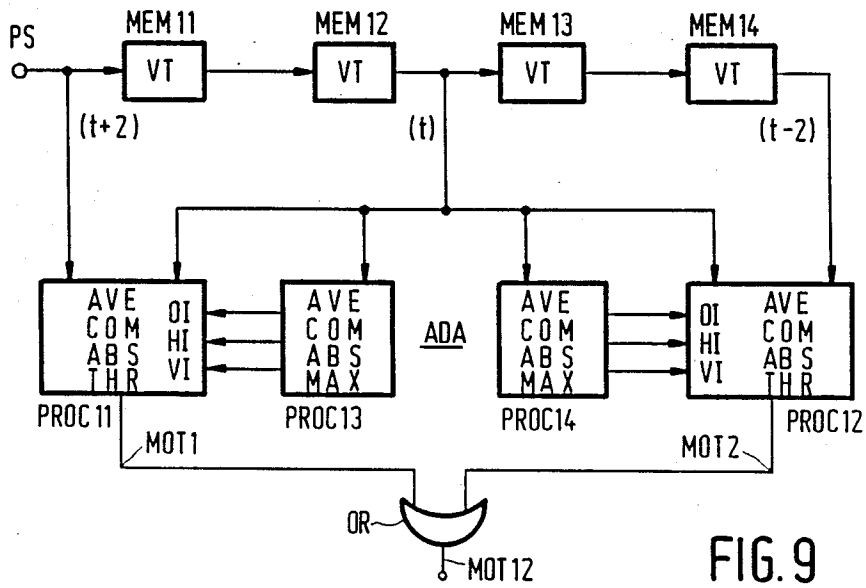 PS
MEM 11
MEM 12
MEM 13
MEM 14
VT
VT
VT
VT
(t+2)
(t)
(t-2)
AVE
COM
ABS
THR
OI
HI
VI
AVE
COM
ABS
MAX
ADA
AVE
COM
ABS
MAX
OI
HI
VI
AVE
COM
ABS
THR
PROC11
PROC13
PROC14
PROC12
MOT1
MOT2
OR
MOT12
FIG. 9